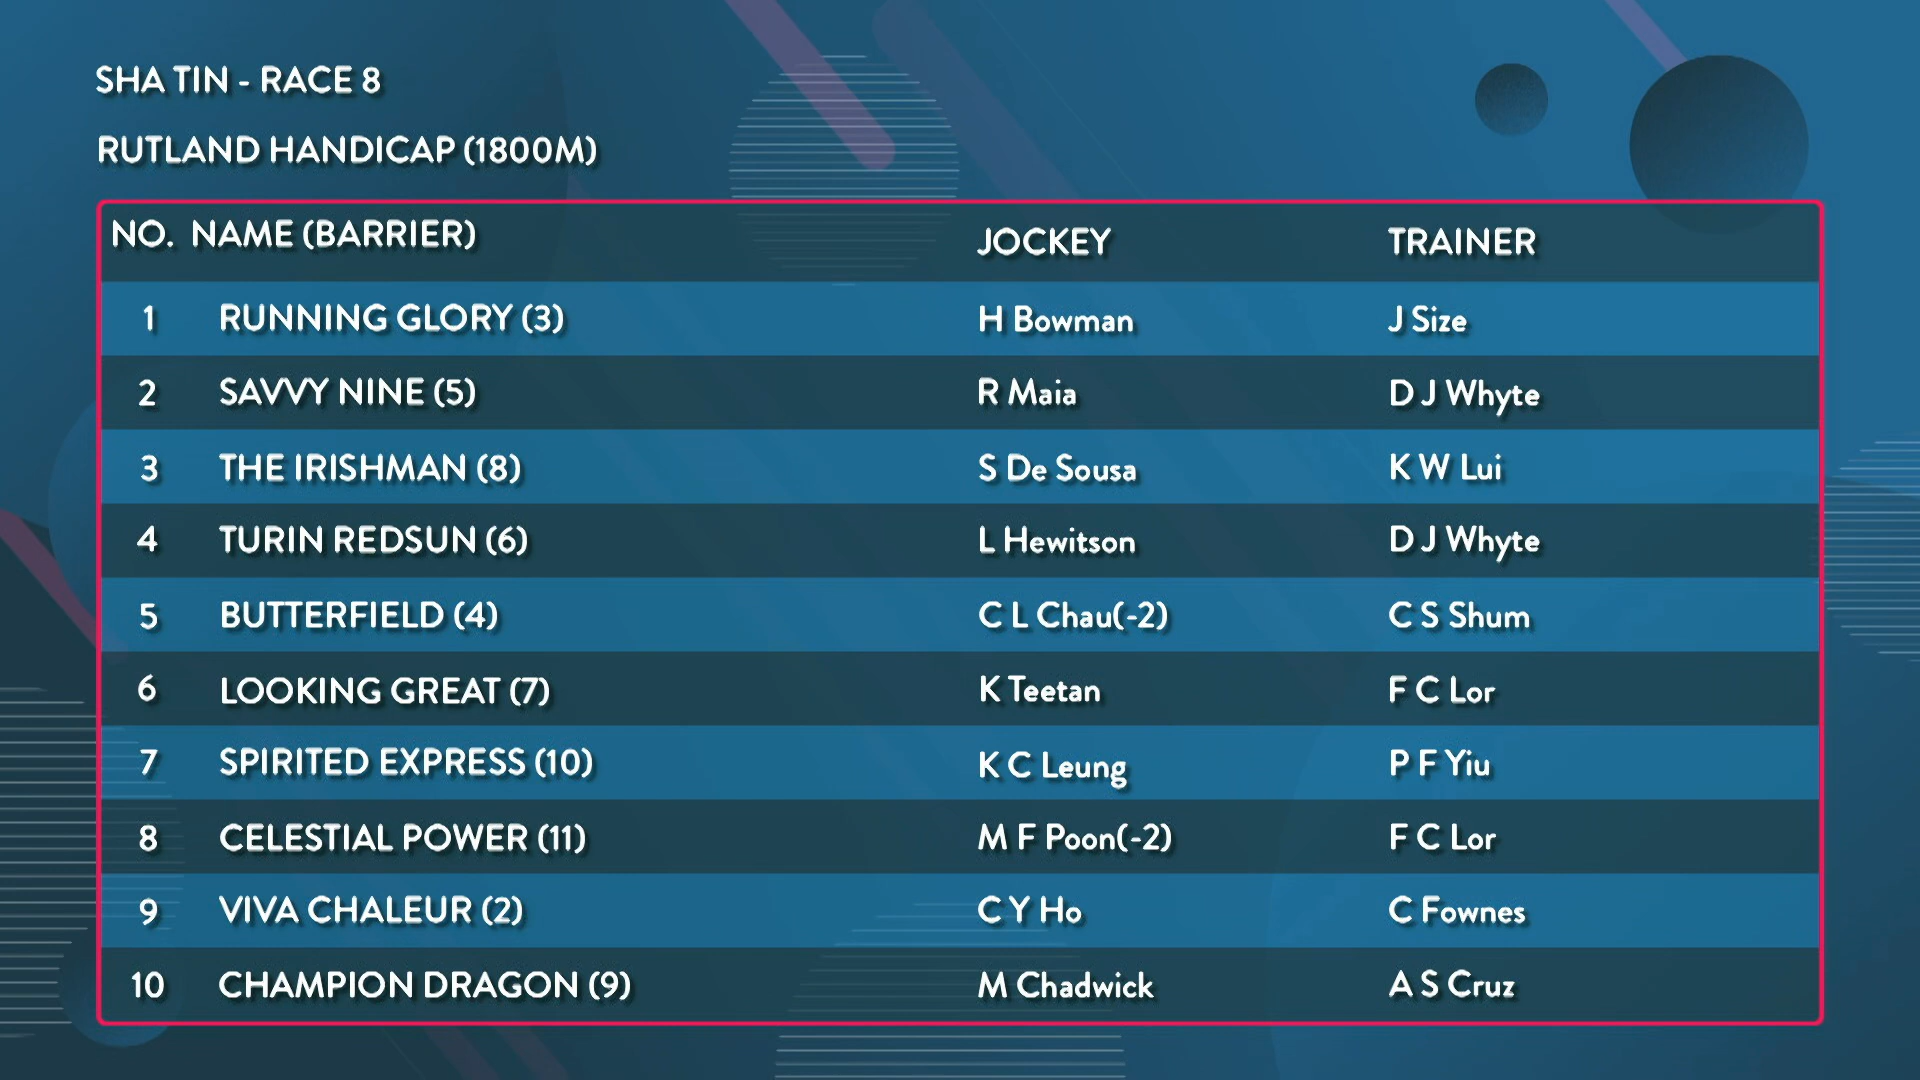 SHA TIN - RACE 8
RUTLAND HANDICAP (1800M)
NO. NAME (BARRIER) JOCKEY TRAINER
1 RUNNING GLORY (3) H Bowman J Size
2 SAVVY NINE (5) R Maia D J Whyte
3 THE IRISHMAN (8) S De Sousa K W Lui
4 TURIN REDSUN (6) L Hewitson D J Whyte
5 BUTTERFIELD (4) C L Chau(-2) C S Shum
6 LOOKING GREAT (7) K Teetan F C Lor
7 SPIRITED EXPRESS (10) K C Leung P F Yiu
8 CELESTIAL POWER (11) M F Poon(-2) F C Lor
9 VIVA CHALEUR (2) C Y Ho C Fownes
10 CHAMPION DRAGON (9) M Chadwick A S Cruz